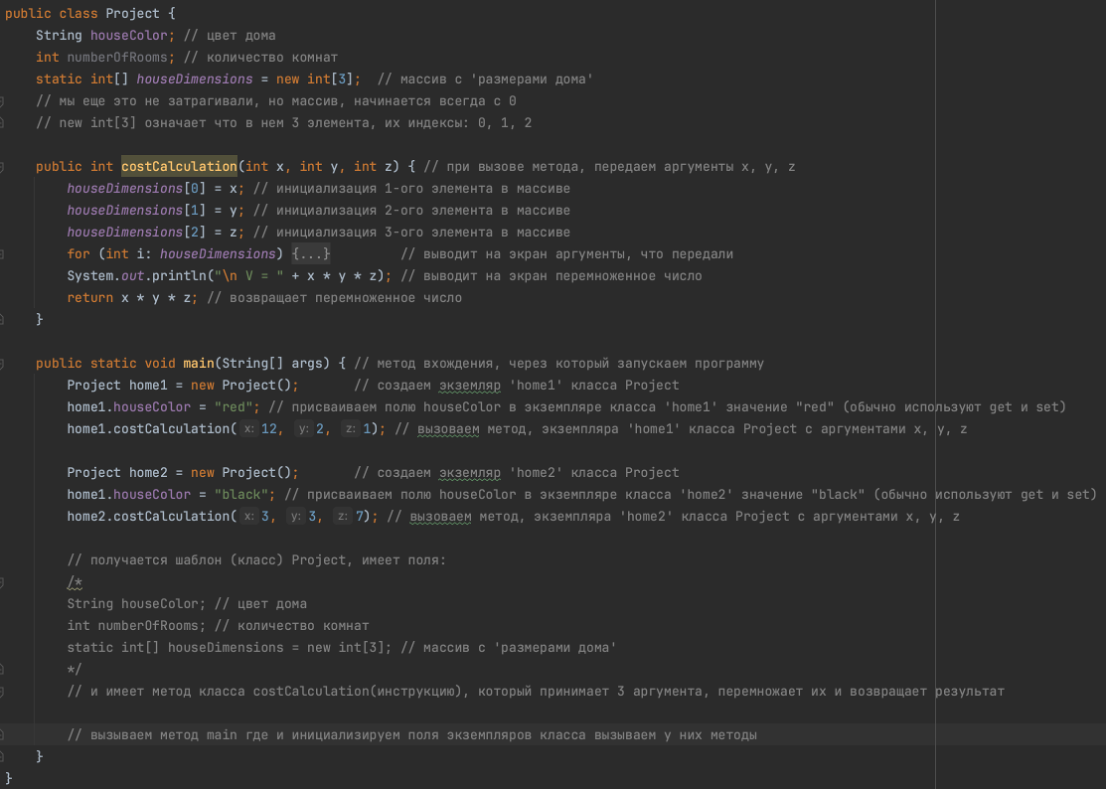 public class Project {
String houseColor; // цвет дома
int numberOfRooms; // количество комнат
static int[] houseDimensions = new int[3];  // массив с 'размерами дома'
// мы еще это не затрагивали, но массив, начинается всегда с 0
// new int[3] означает что в нем 3 элемента, их индексы: 0, 1, 2
public int costCalculation(int x, int y, int z) { // при вызове метода, передаем аргументы x, y, z
houseDimensions[0] = x; // инициализация 1-ого элемента в массиве
houseDimensions[1] = y; // инициализация 2-ого элемента в массиве
houseDimensions[2] = z; // инициализация 3-ого элемента в массиве
for (int i: houseDimensions) {...}         // выводит на экран аргументы, что передали
System.out.println("\n V = " + x * y * z); // выводит на экран перемноженное число
return x * y * z; // возвращает перемноженное число
}
public static void main(String[] args) { // метод вхождения, через который запускаем программу
Project home1 = new Project();       // создаем экземляр 'home1' класса Project
home1.houseColor = "red"; // присваиваем полю houseColor в экземпляре класса 'home1' значение "red" (обычно используют get и set)
home1.costCalculation( x: 12, y: 2, z: 1); // вызоваем метод, экземпляра 'home1' класса Project с аргументами x, y, z
Project home2 = new Project();       // создаем экземляр 'home2' класса Project
home1.houseColor = "black"; // присваиваем полю houseColor в экземпляре класса 'home2' значение "black" (обычно используют get и set)
home2.costCalculation( x: 3, y: 3, z: 7); // вызоваем метод, экземпляра 'home2' класса Project с аргументами x, y, z
// получается шаблон (класс) Project, имеет поля:
/*
String houseColor; // цвет дома
int numberOfRooms; // количество комнат
static int[] houseDimensions = new int[3]; // массив с 'размерами дома'
*/
// и имеет метод класса costCalculation(инструкцию), который принимает 3 аргумента, перемножает их и возвращает результат
// вызываем метод main где и инициализируем поля экземпляров класса вызываем у них методы
}
}